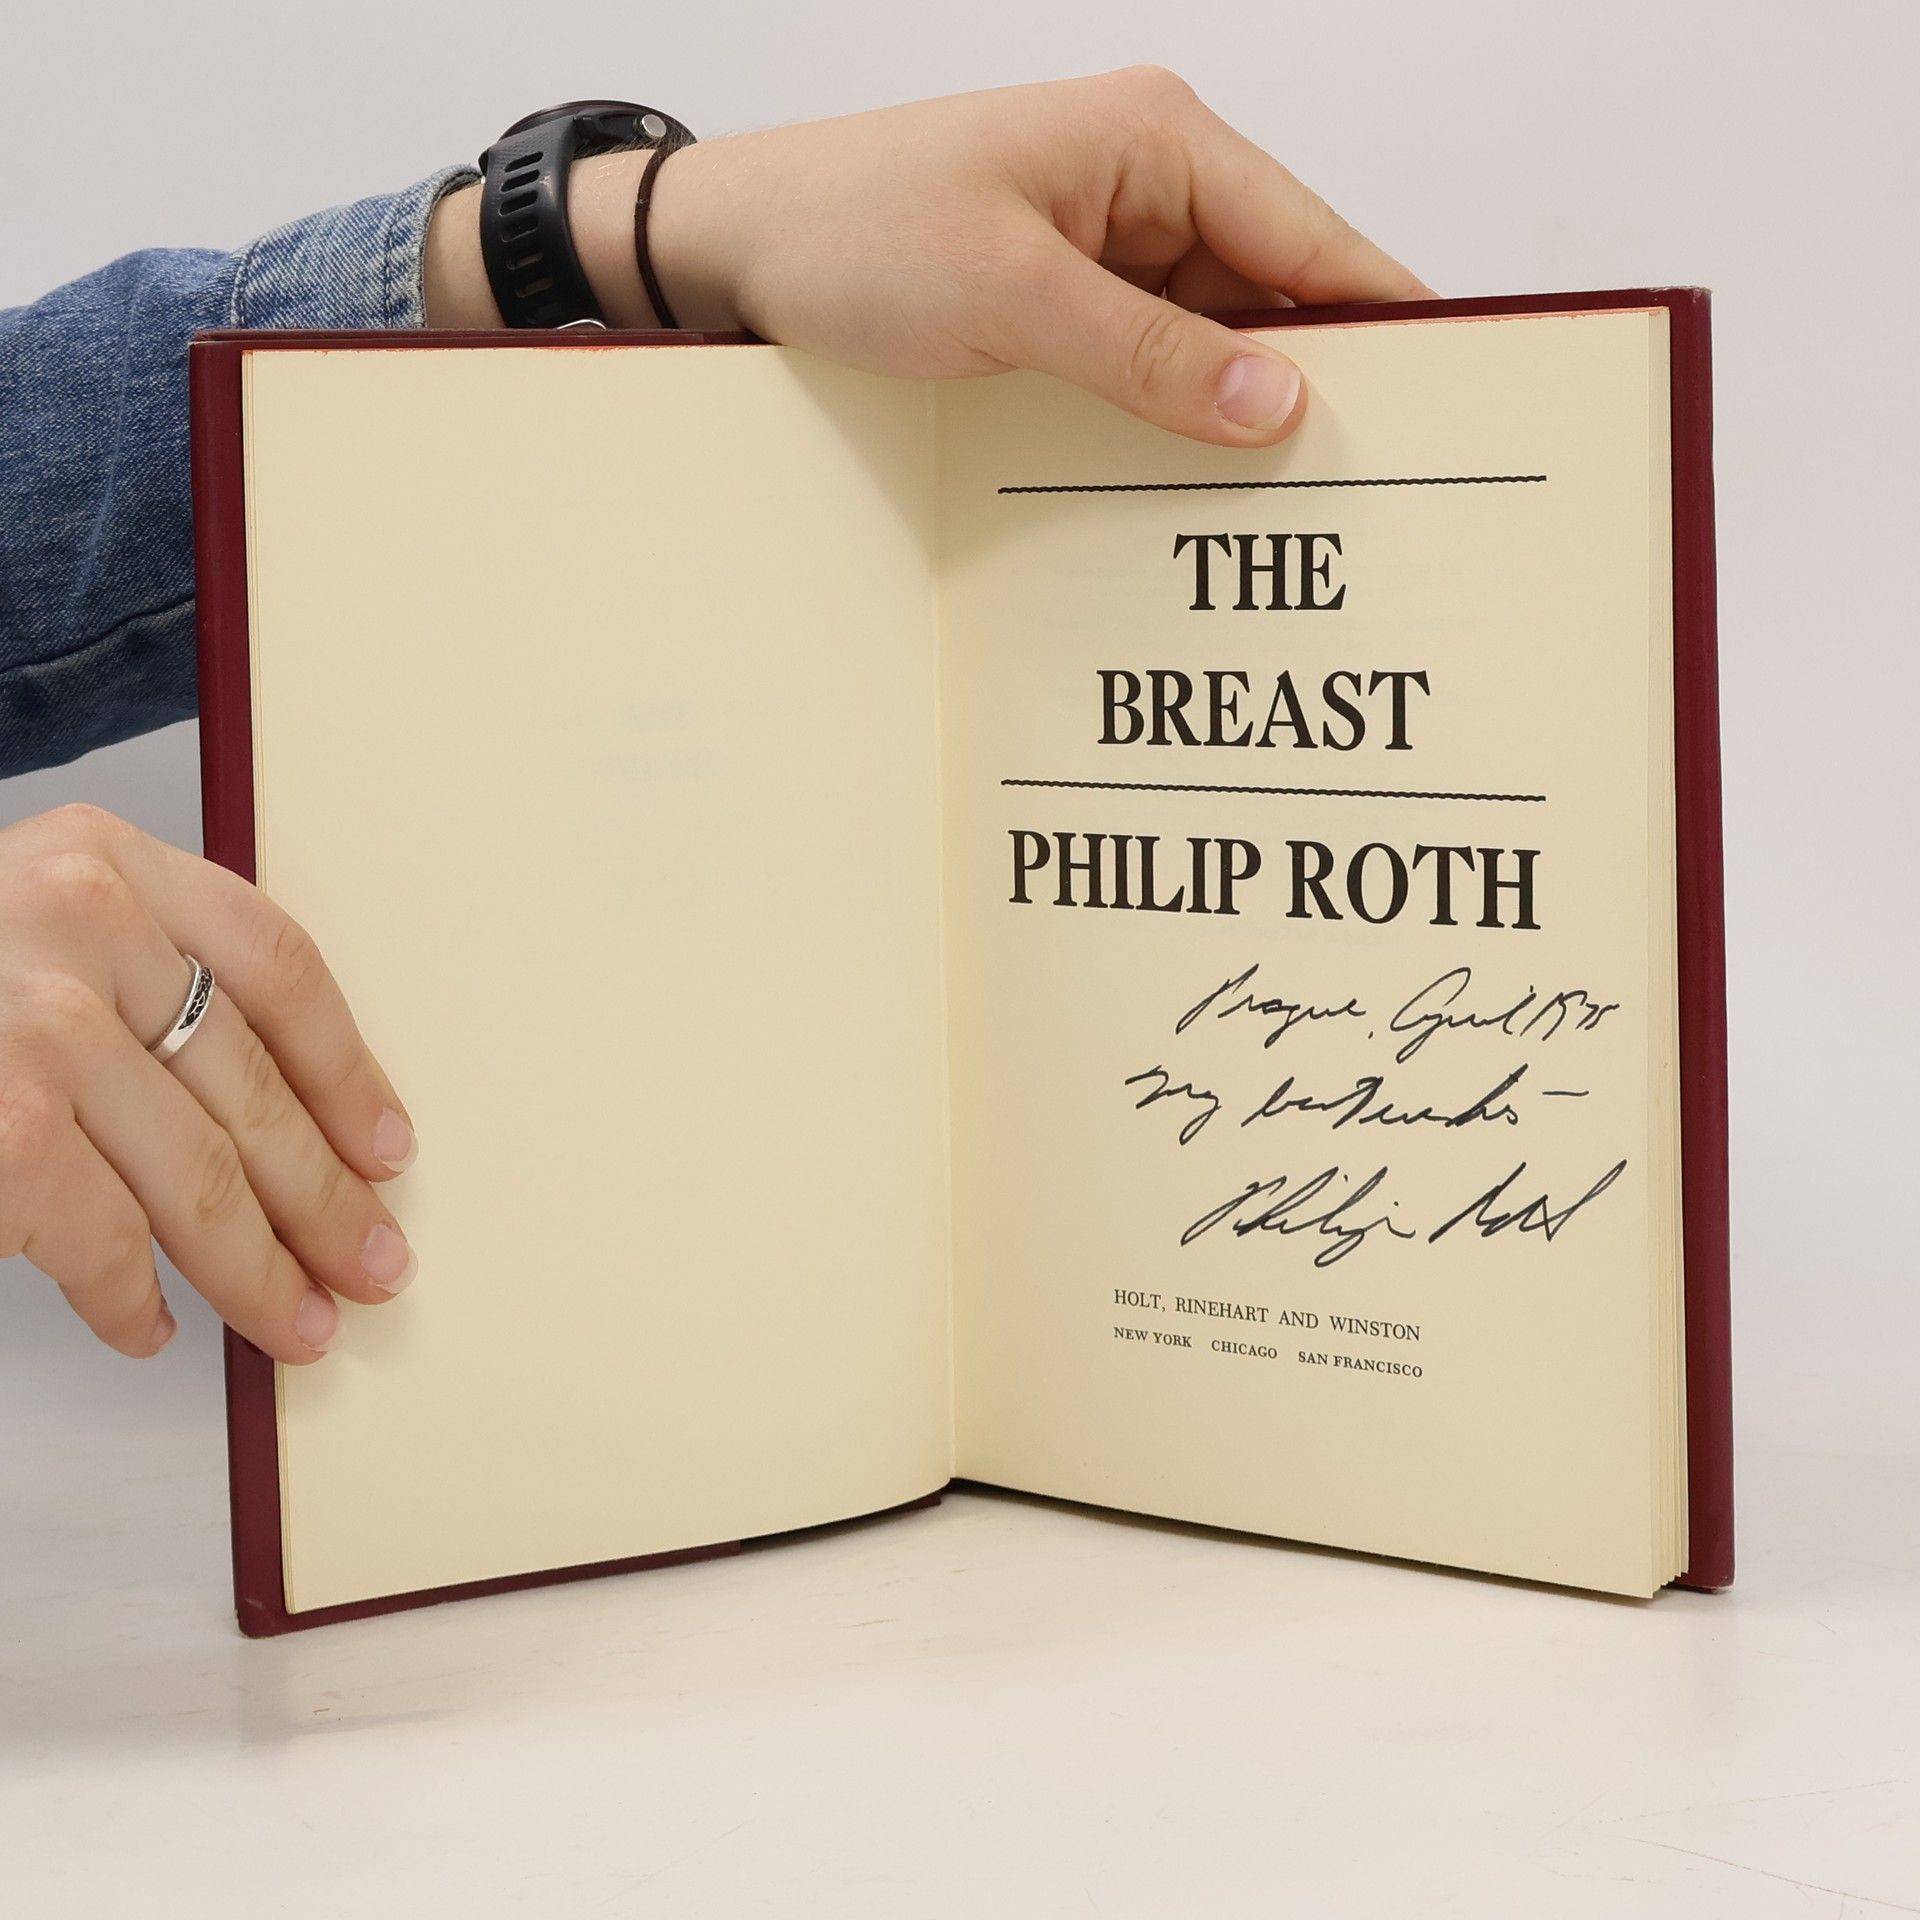 THE
BREAST
PHILIP ROTH
Prague, April 1975
My best wishes —
Philip Roth
HOLT, RINEHART AND WINSTON
NEW YORK CHICAGO SAN FRANCISCO